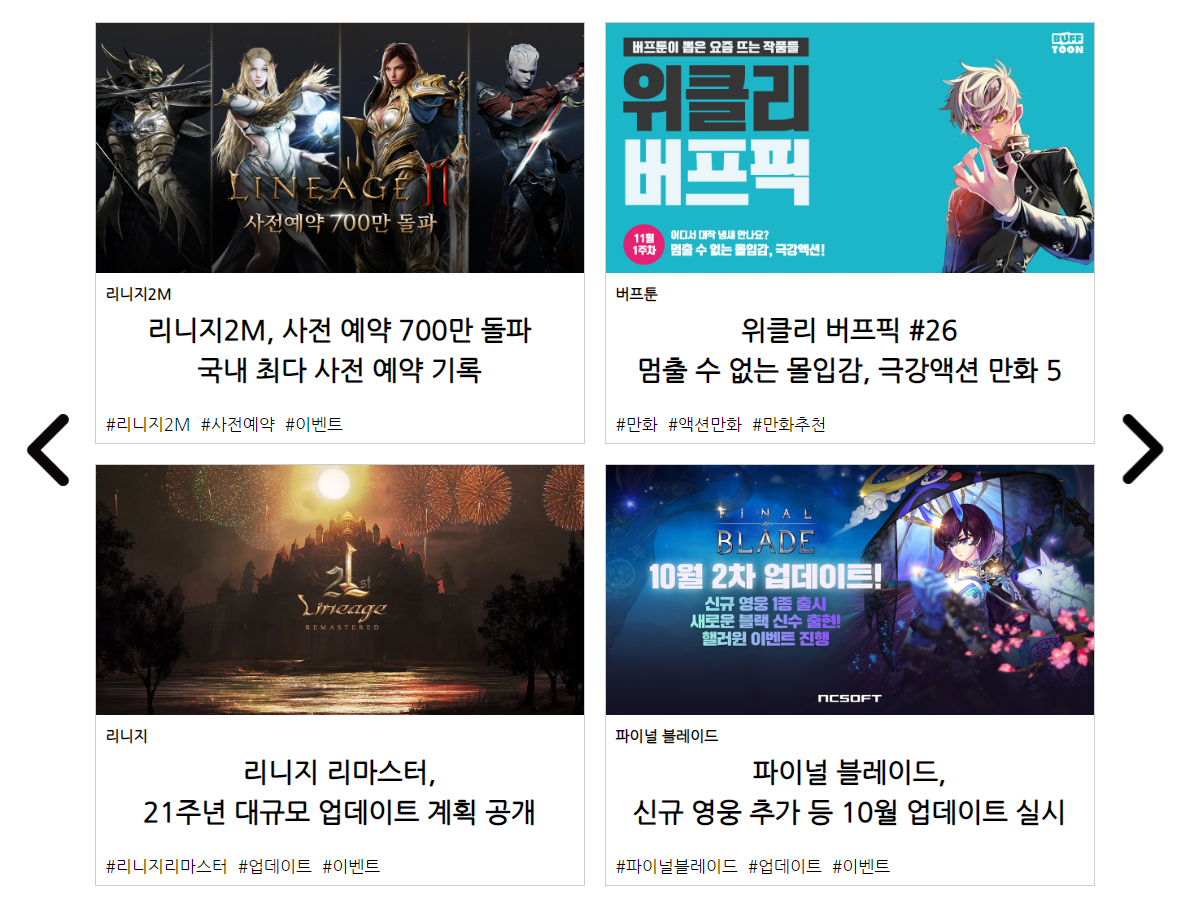 LINEAGE II
사전예약 700만 돌파
리니지2M
리니지2M, 사전 예약 700만 돌파
국내 최다 사전 예약 기록
#리니지2M #사전예약 #이벤트
버프툰이 뽑은 요즘 뜨는 작품들
BUFF
TOON
위클리
버프픽
11월
1주차
어디서 대작 냄새 안나요?
멈출 수 없는 몰입감, 극강액션!
버프툰
위클리 버프픽 #26
멈출 수 없는 몰입감, 극강액션 만화 5
#만화 #액션만화 #만화추천
21st
Lineage
REMASTERED
리니지
리니지 리마스터,
21주년 대규모 업데이트 계획 공개
#리니지리마스터 #업데이트 #이벤트
FINAL
BLADE
10월 2차 업데이트!
신규 영웅 1종 출시
새로운 블랙 신수 출현!
핼러윈 이벤트 진행
NCSOFT
파이널 블레이드
파이널 블레이드,
신규 영웅 추가 등 10월 업데이트 실시
#파이널블레이드 #업데이트 #이벤트